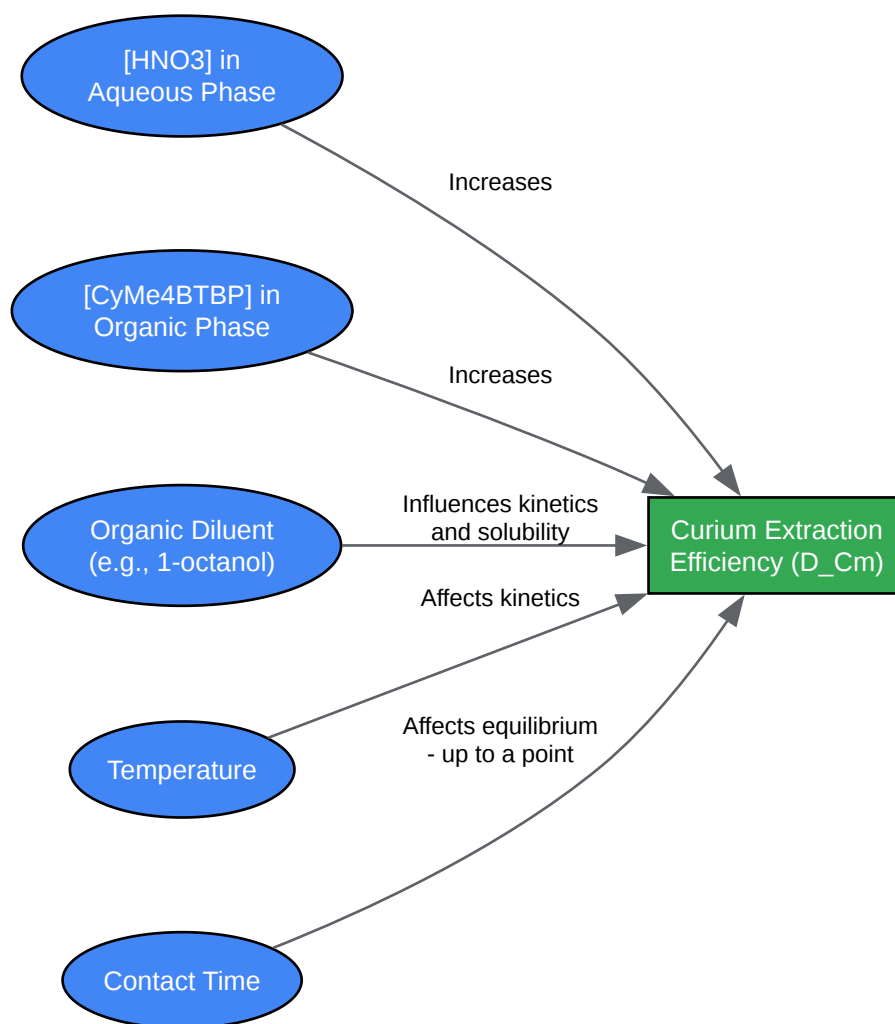 [HNO3] in
Aqueous Phase
Increases
[CyMe4BTBP] in
Organic Phase
Increases
Organic Diluent
(e.g., 1-octanol)
Influences kinetics
and solubility
Curium Extraction
Efficiency (D_Cm)
Affects kinetics
Temperature
Affects equilibrium
- up to a point
Contact Time